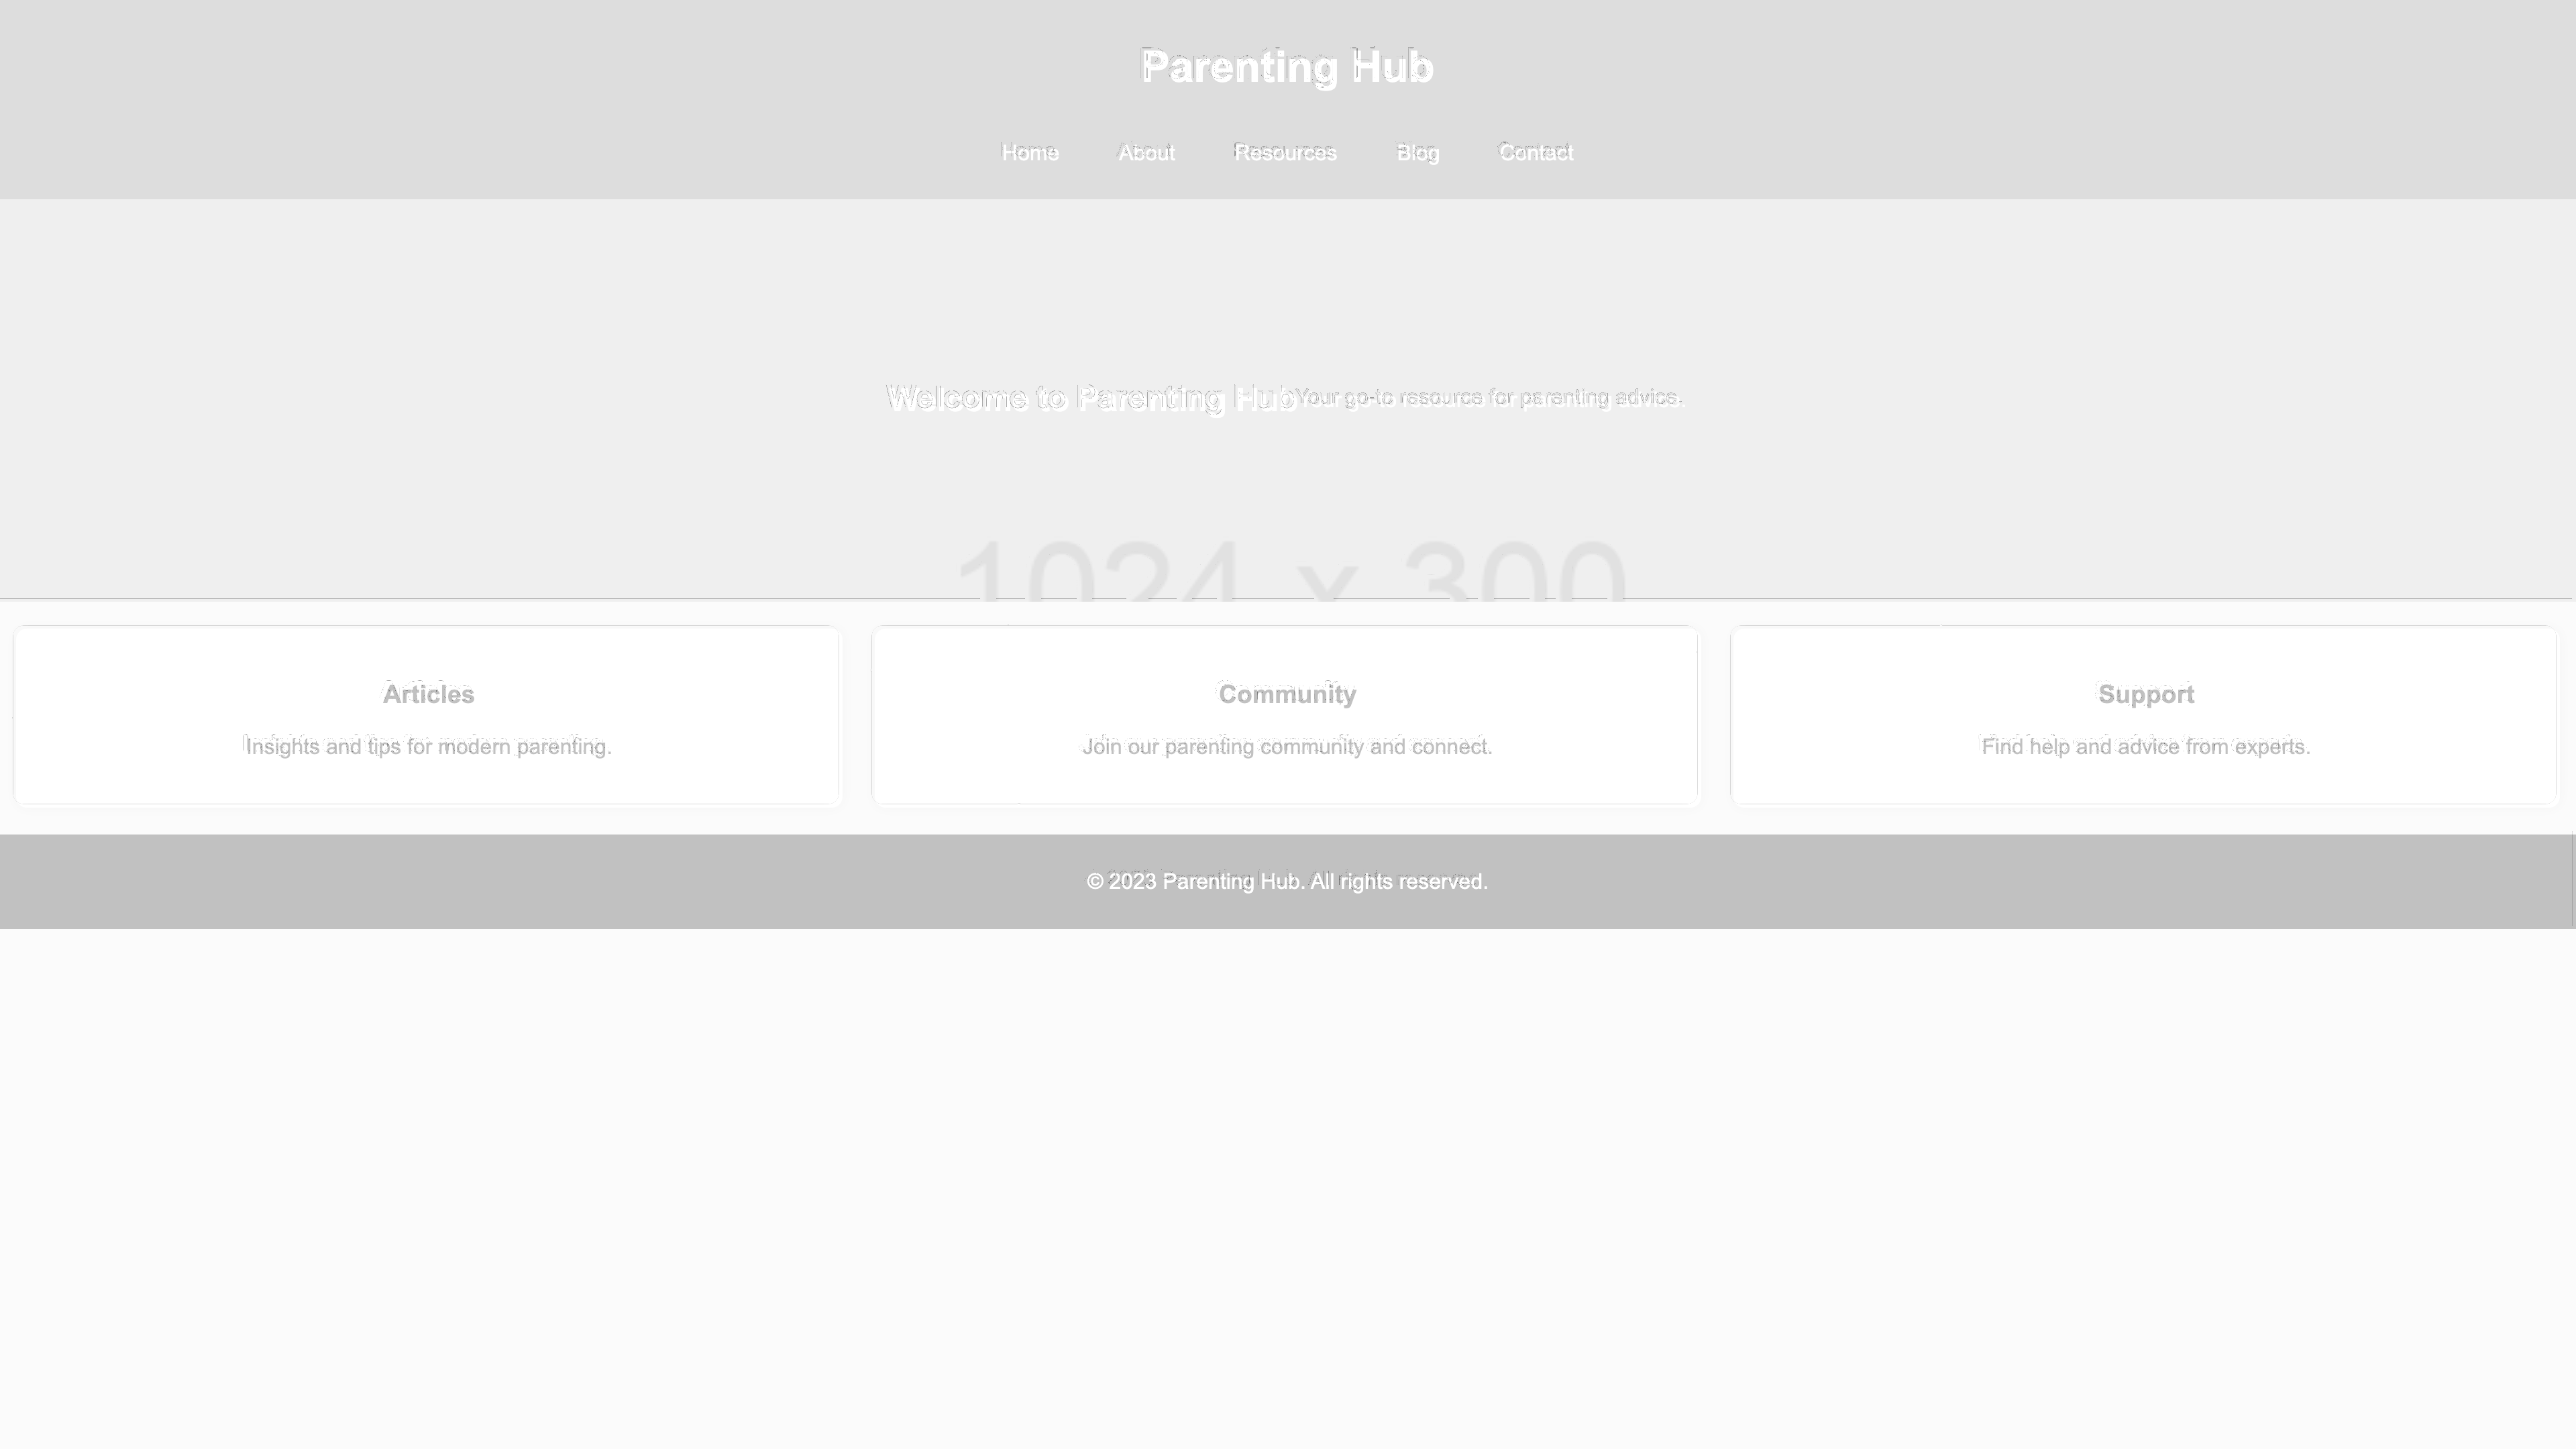 Parenting Hub
Home About Resources Blog Contact
Welcome to Parenting Hub Your go-to resource for parenting advice.
1024 x 300
Articles Community Support
Insights and tips for modern parenting. Join our parenting community and connect. Find help and advice from experts.
© 2023 Parenting Hub. All rights reserved.